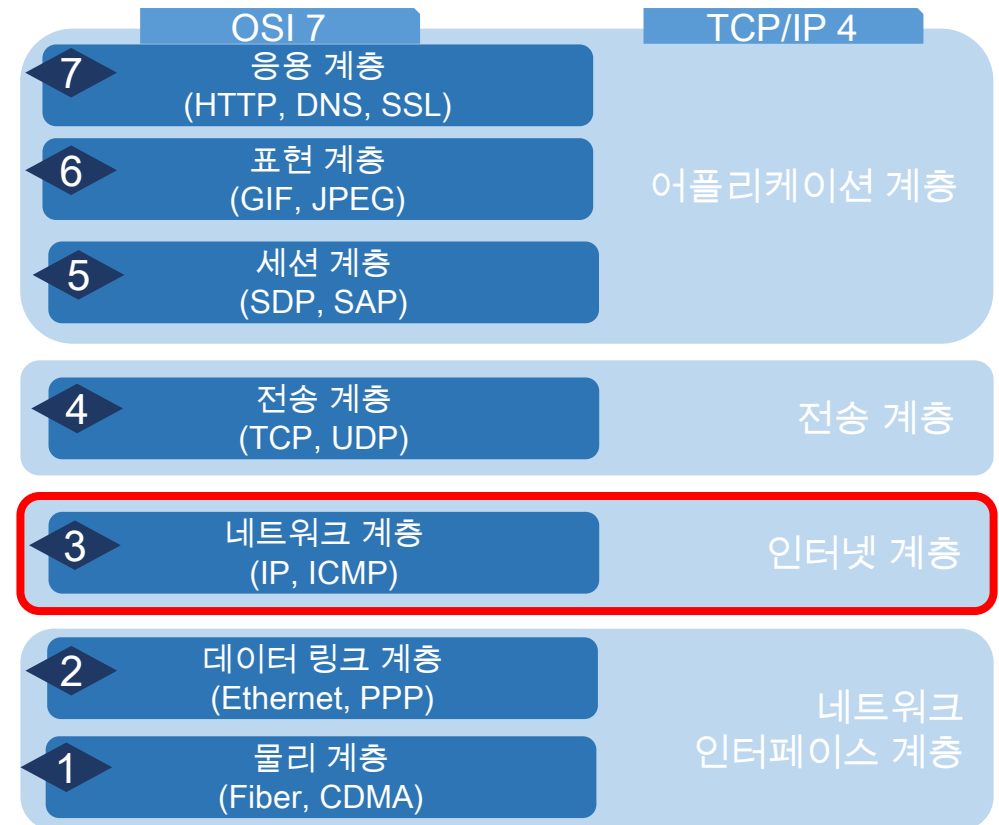 OSI 7
TCP/IP 4
7
응용 계층
(HTTP, DNS, SSL)
6
표현 계층
(GIF, JPEG)
어플리케이션 계층
5
세션 계층
(SDP, SAP)
4
전송 계층
(TCP, UDP)
전송 계층
3
네트워크 계층
(IP, ICMP)
인터넷 계층
2
데이터 링크 계층
(Ethernet, PPP)
네트워크
인터페이스 계층
1
물리 계층
(Fiber, CDMA)